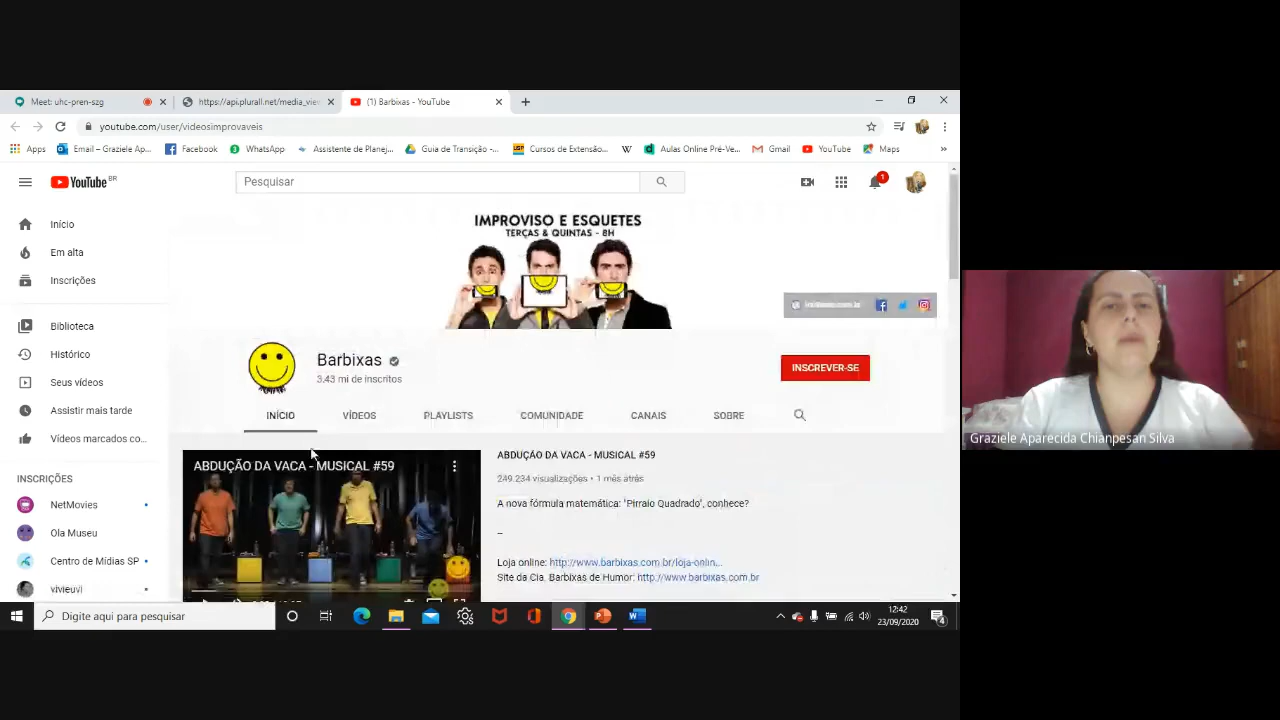 Meet: uhc-pren-szg
https://api.plurall.net/media_vie
(1) Barbixas - YouTube
youtube.com/user/videosimprovaveis
Apps
Email – Graziele Ap...
Facebook
WhatsApp
Assistente de Planej...
Guia de Transição -...
Cursos de Extensão...
Aulas Online Pré-Ve...
Gmail
YouTube
Maps
YouTube BR
Pesquisar
1
Início
Em alta
Inscrições
Biblioteca
Histórico
Seus vídeos
Assistir mais tarde
Vídeos marcados co...
INSCRIÇÕES
NetMovies
Ola Museu
Centro de Mídias SP
vivieuvi
IMPROVISO E ESQUETES
TERÇAS & QUINTAS - 8H
Barbixas
3,43 mi de inscritos
INSCREVER-SE
INÍCIO
VÍDEOS
PLAYLISTS
COMUNIDADE
CANAIS
SOBRE
ABDUÇÃO DA VACA - MUSICAL #59
ABDUÇÃO DA VACA - MUSICAL #59
249.234 visualizações • 1 mês atrás
A nova fórmula matemática: "Pirraio Quadrado", conhece?
–
Loja online: http://www.barbixas.com.br/loja-onlin...
Site da Cia. Barbixas de Humor: http://www.barbixas.com.br
Graziele Aparecida Chianpesan Silva
Digite aqui para pesquisar
12:42
23/09/2020
4